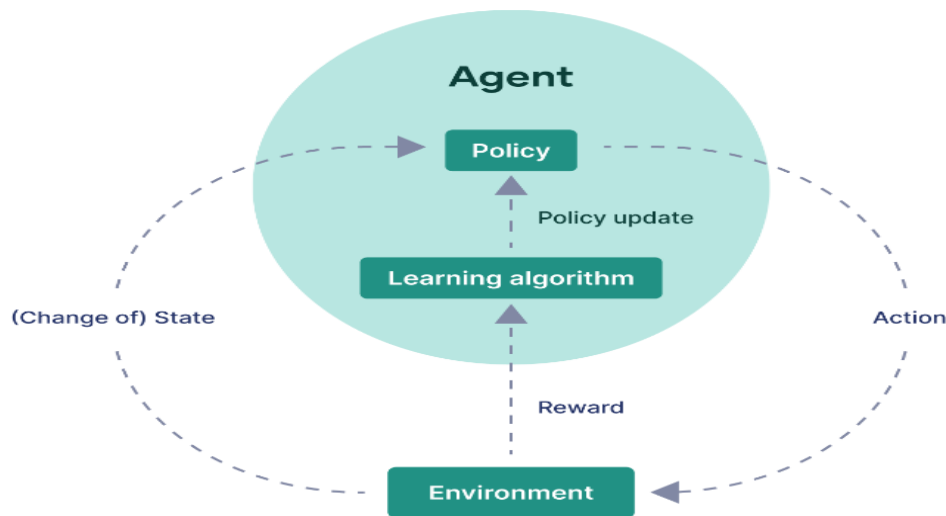 Agent
Policy
Policy update
Learning algorithm
(Change of) State
Action
Reward
Environment